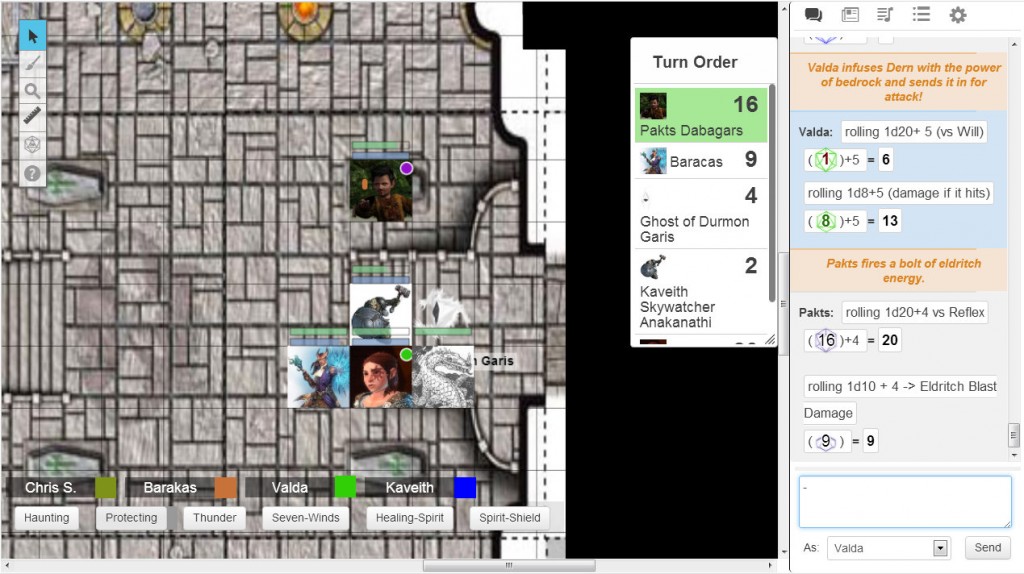 Turn Order
16
Pakts Dabagars
Baracas 9
4
Ghost of Durmon
Garis
2
Kaveith
Skywatcher
Anakanathi
Garis
Chris S.
Barakas
Valda
Kaveith
Haunting
Protecting
Thunder
Seven-Winds
Healing-Spirit
Spirit-Shield
Valda infuses Dern with the power
of bedrock and sends it in for
attack!
Valda: rolling 1d20+ 5 (vs Will)
(1)+5 = 6
rolling 1d8+5 (damage if it hits)
(8)+5 = 13
Pakts fires a bolt of eldritch
energy.
Pakts: rolling 1d20+4 vs Reflex
(16)+4 = 20
rolling 1d10 + 4 -> Eldritch Blast
Damage
(9) = 9
-
As: Valda
Send